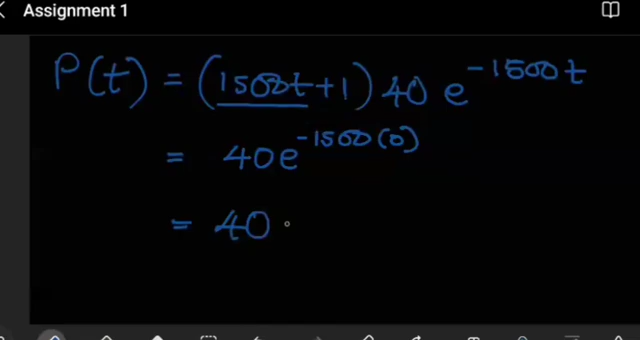 Assignment 1
P(t) = (1500t+1) 40 e^-1500t
= 40e^-1500(0)
= 40